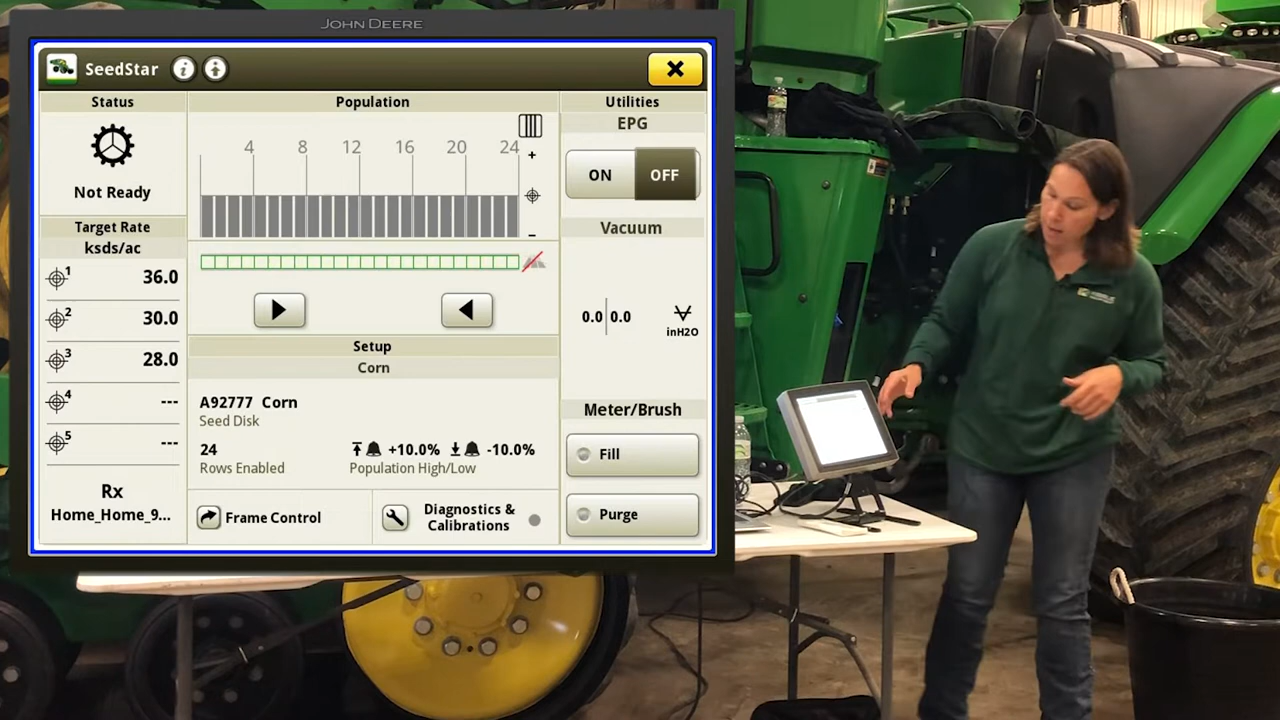 JOHN DEERE
SeedStar
Status
Not Ready
Target Rate
ksds/ac
1 36.0
2 30.0
3 28.0
4 ---
5 ---
Rx
Home_Home_9...
Population
4 8 12 16 20 24
+
-
Setup
Corn
A92777 Corn
Seed Disk
24
Rows Enabled
+10.0% -10.0%
Population High/Low
Frame Control
Diagnostics &
Calibrations
Utilities
EPG
ON OFF
Vacuum
0.0 0.0
inH2O
Meter/Brush
Fill
Purge